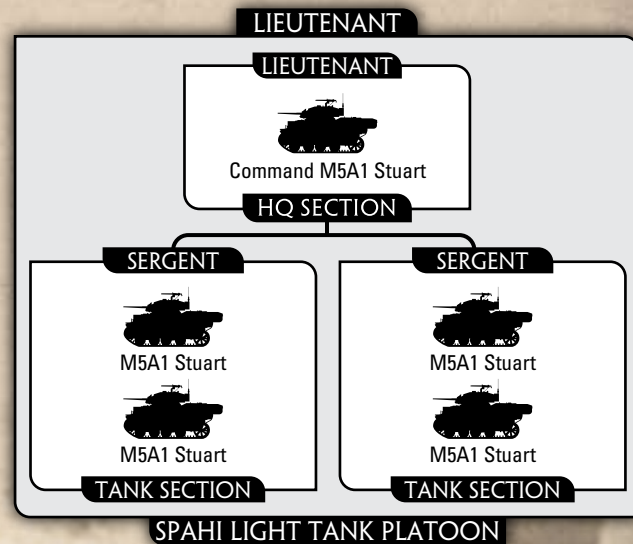 LIEUTENANT
LIEUTENANT
Command M5A1 Stuart
HQ SECTION
SERGENT
M5A1 Stuart
M5A1 Stuart
TANK SECTION
SERGENT
M5A1 Stuart
M5A1 Stuart
TANK SECTION
SPAHI LIGHT TANK PLATOON